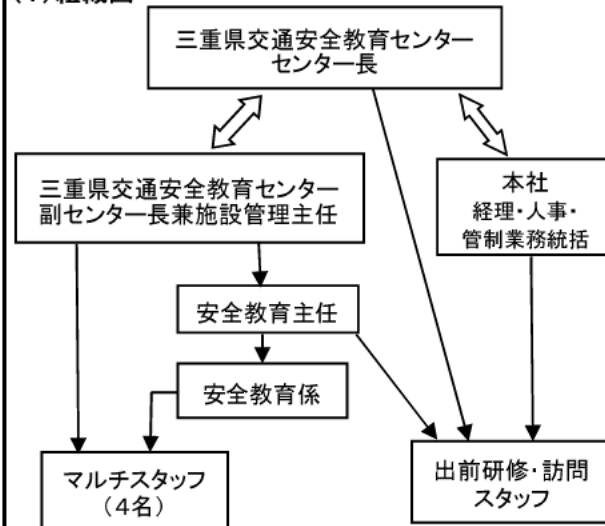 三重県交通安全教育センター
センター長
三重県交通安全教育センター
副センター長兼施設管理主任
本社
経理・人事・
管制業務統括
安全教育主任
安全教育係
マルチスタッフ
（4名）
出前研修・訪問
スタッフ